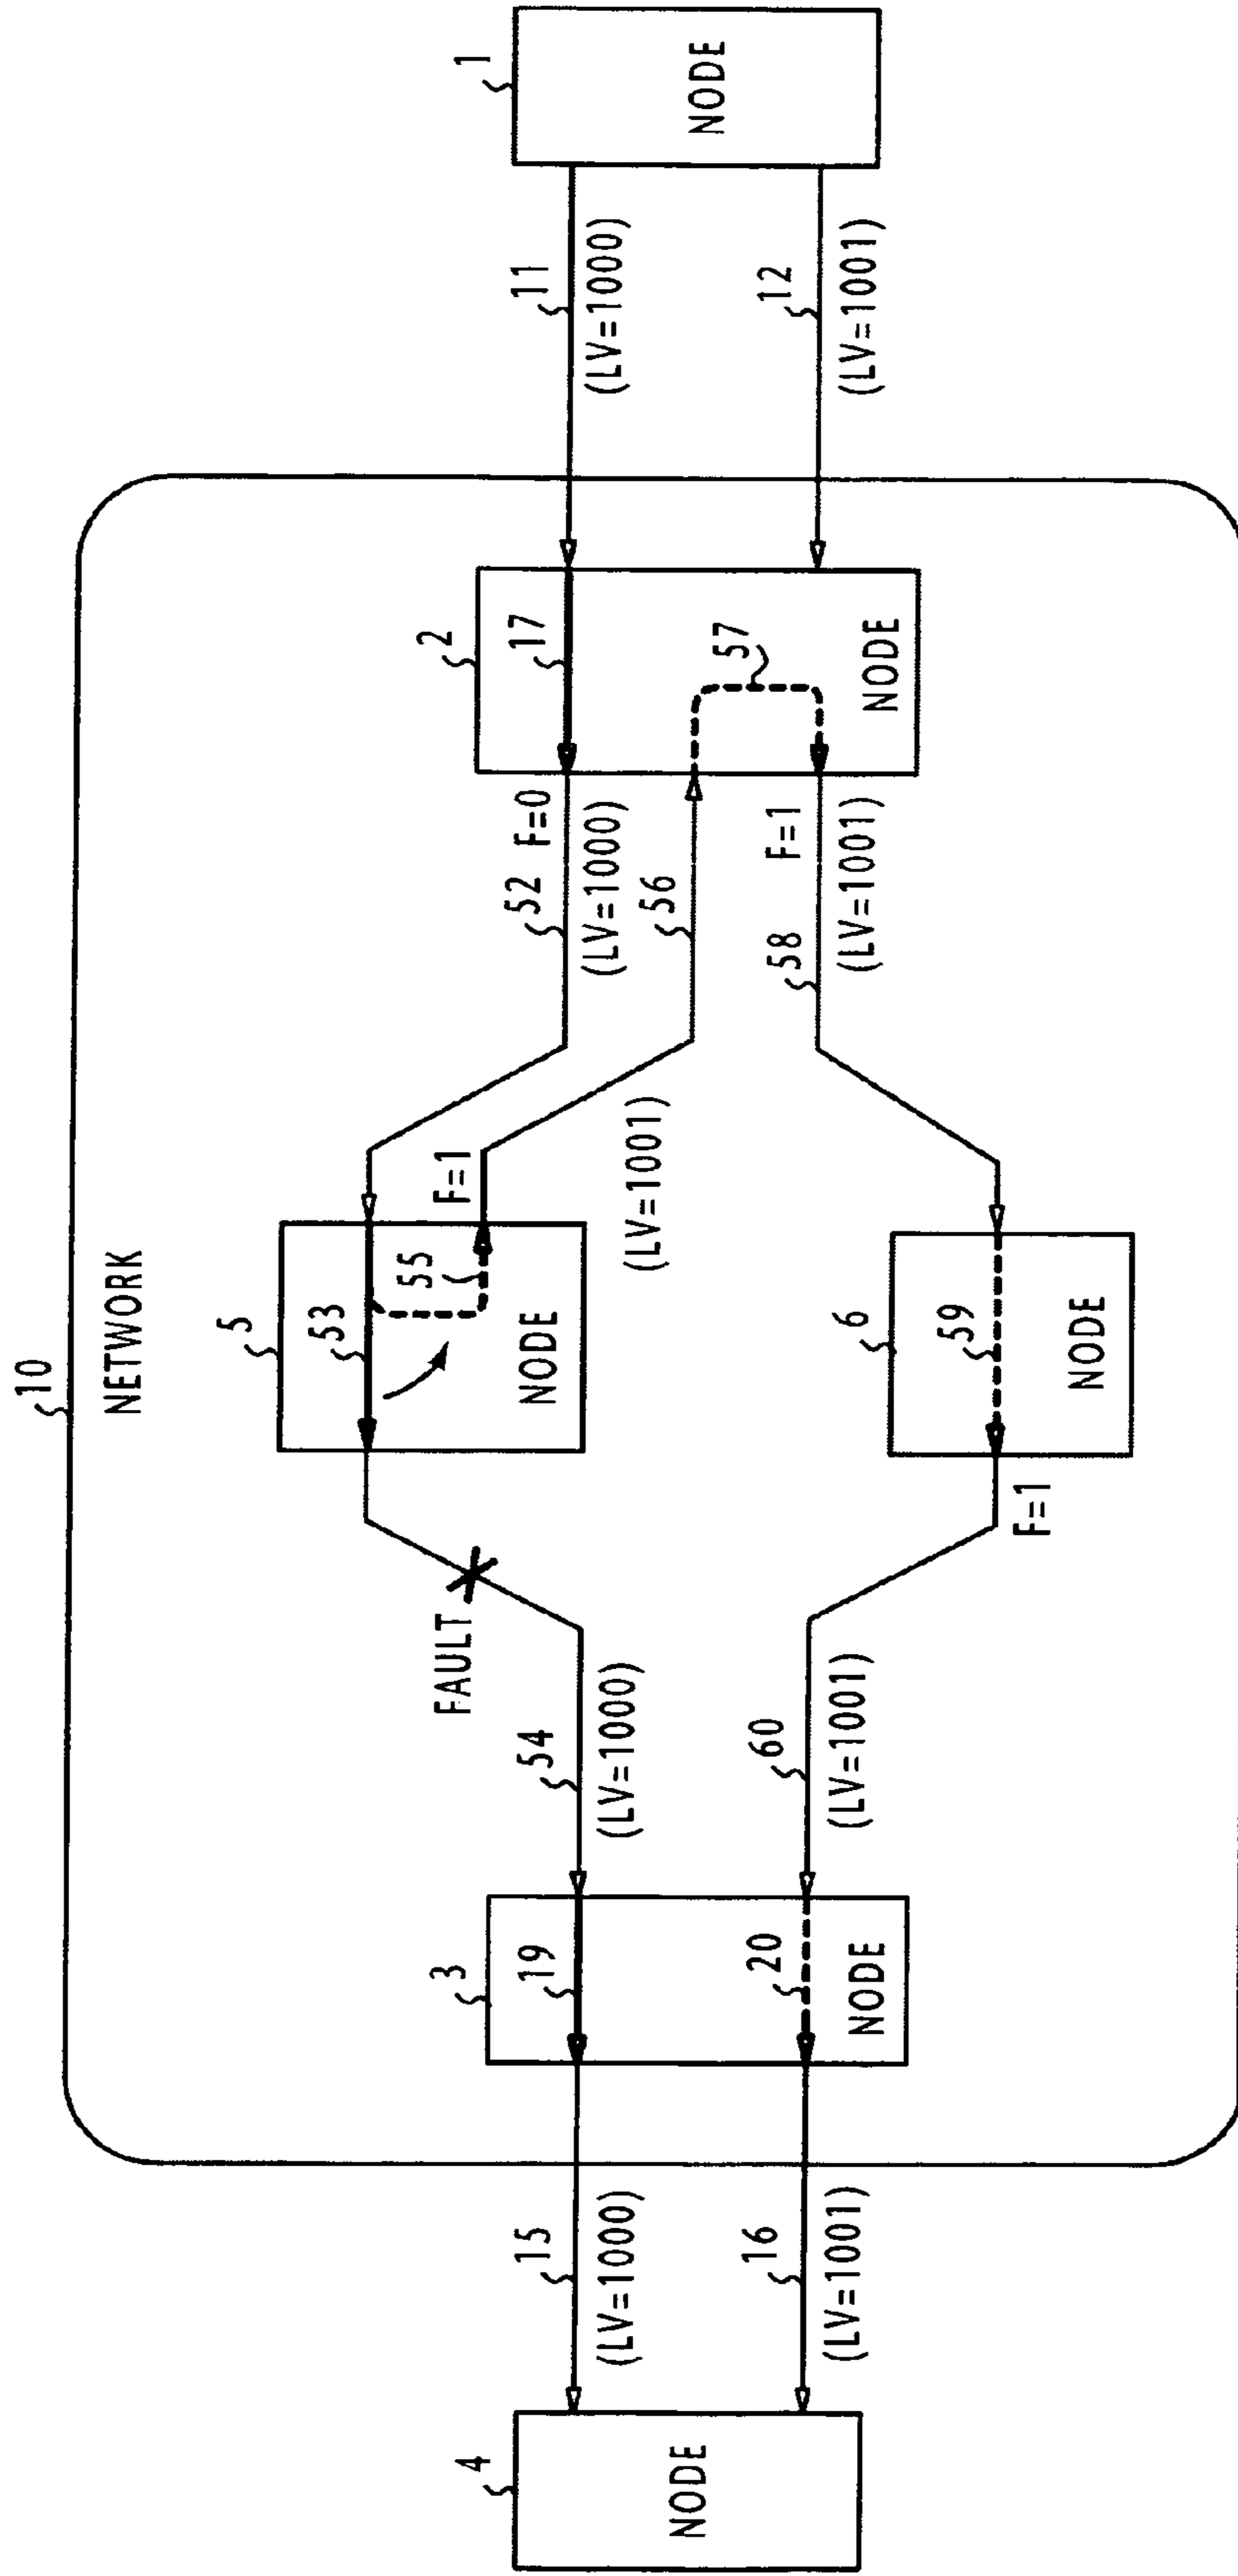 10
NETWORK
1
NODE
11
(LV=1000)
12
(LV=1001)
2
17
57
NODE
F=0
52
(LV=1000)
56
(LV=1001)
F=1
58
(LV=1001)
5
53
55
F=1
NODE
6
59
NODE
F=1
FAULT
54
(LV=1000)
60
(LV=1001)
3
19
20
NODE
15
(LV=1000)
16
(LV=1001)
4
NODE